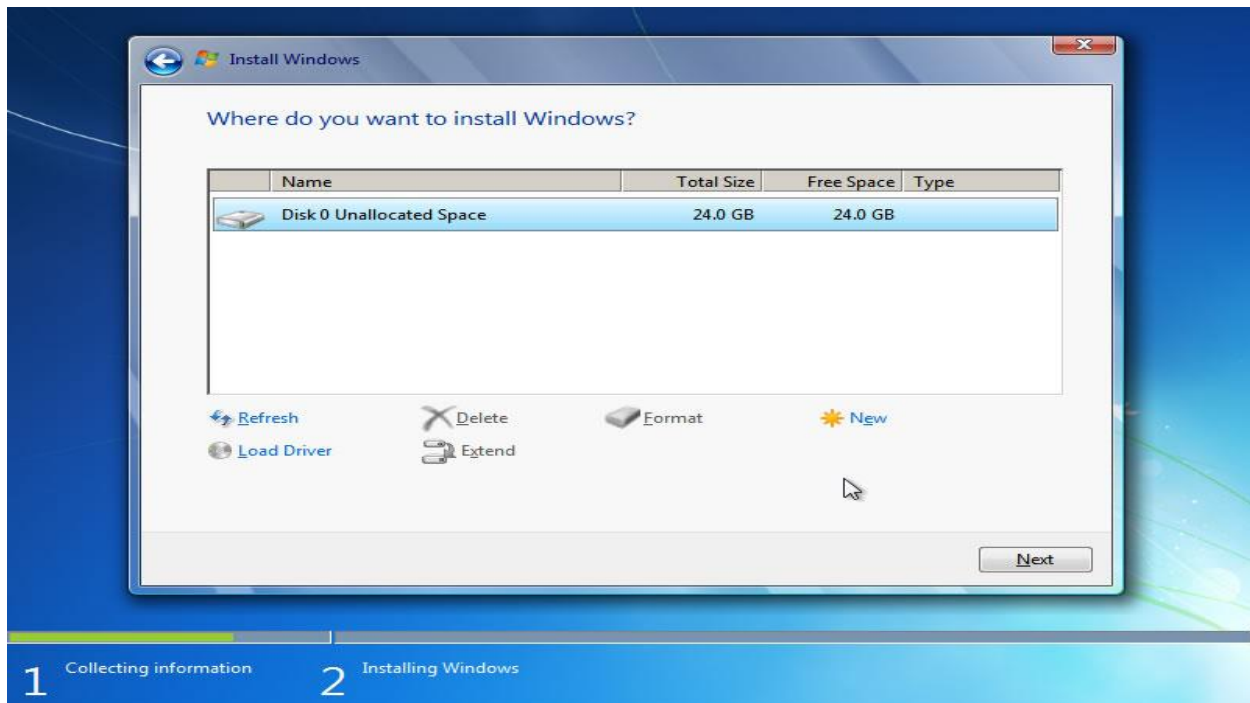 Install Windows
Where do you want to install Windows?
Name Total Size Free Space Type
Disk 0 Unallocated Space 24.0 GB 24.0 GB
Refresh Delete Format New
Load Driver Extend
Next
1 Collecting information 2 Installing Windows